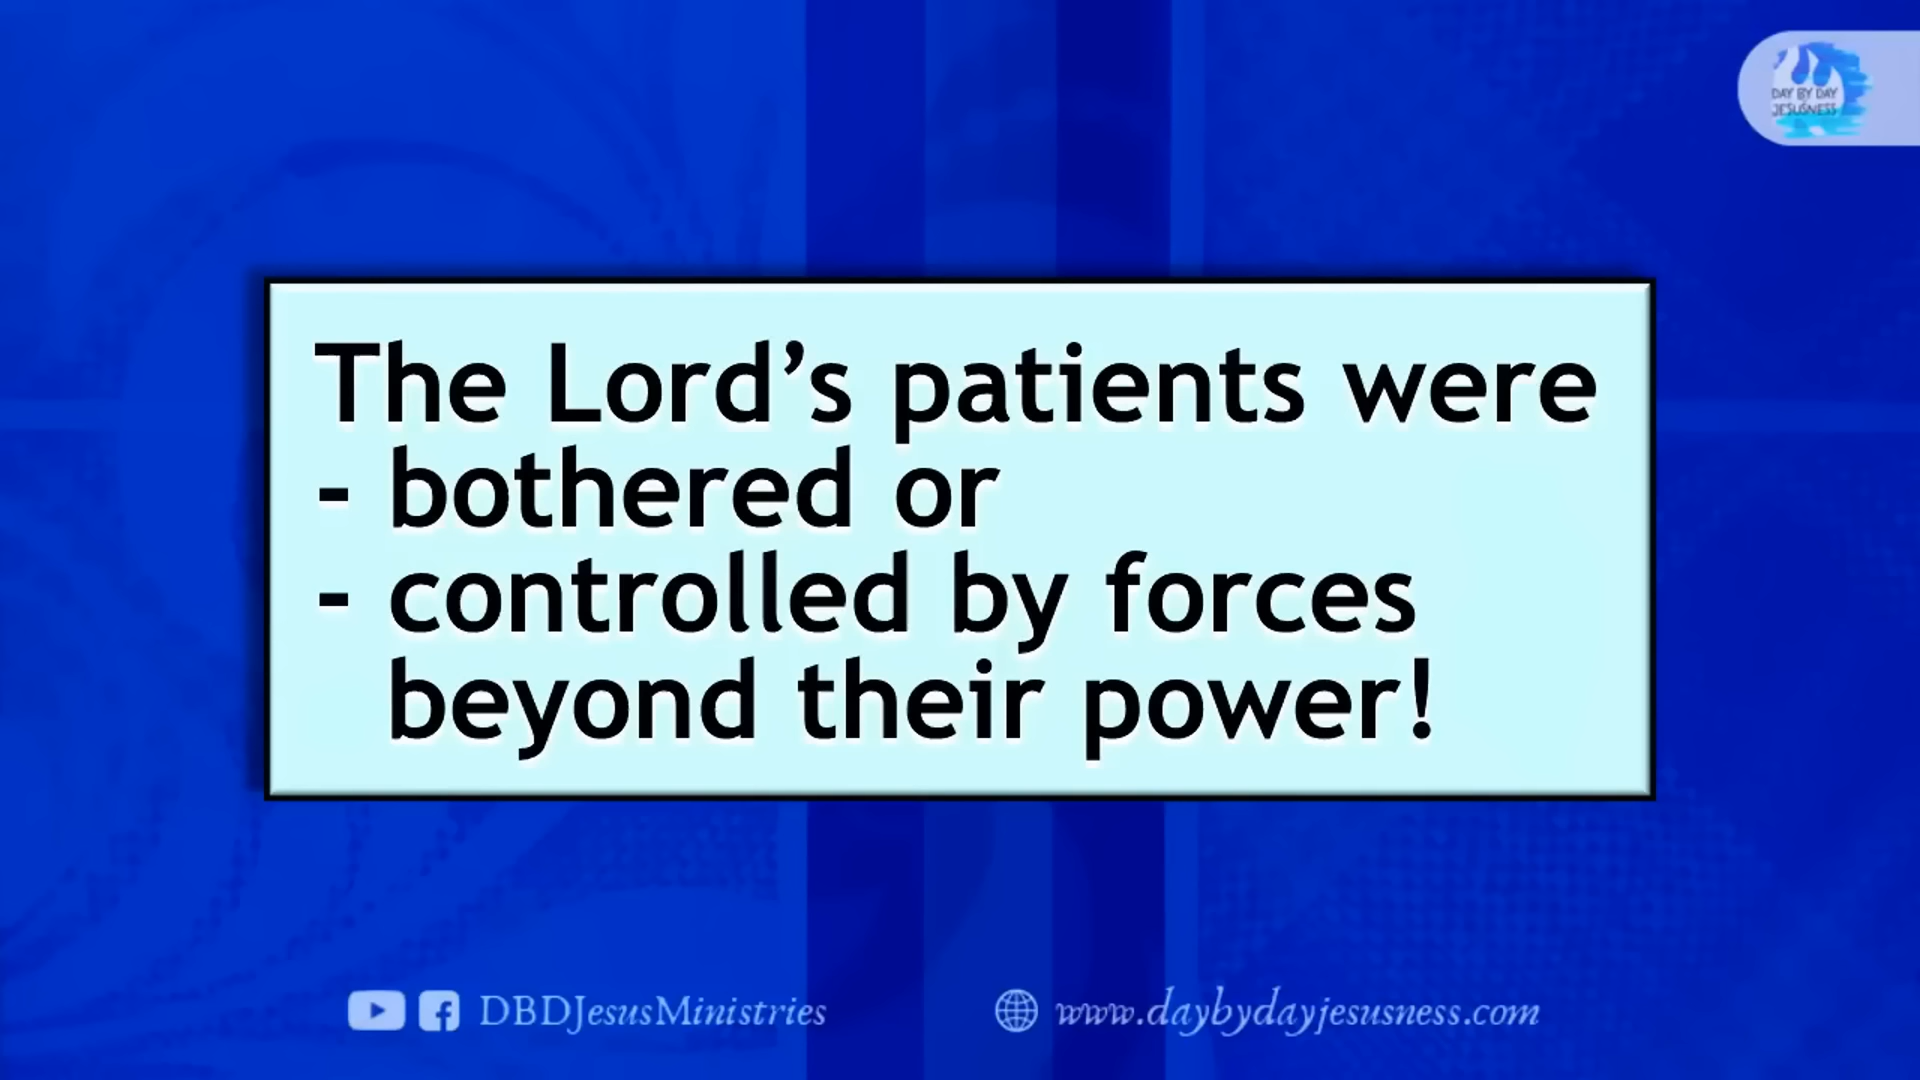 DAY BY DAY
JESUSNESS
The Lord’s patients were
- bothered or
- controlled by forces
beyond their power!
DBDJesusMinistries
www.daybydayjesusness.com